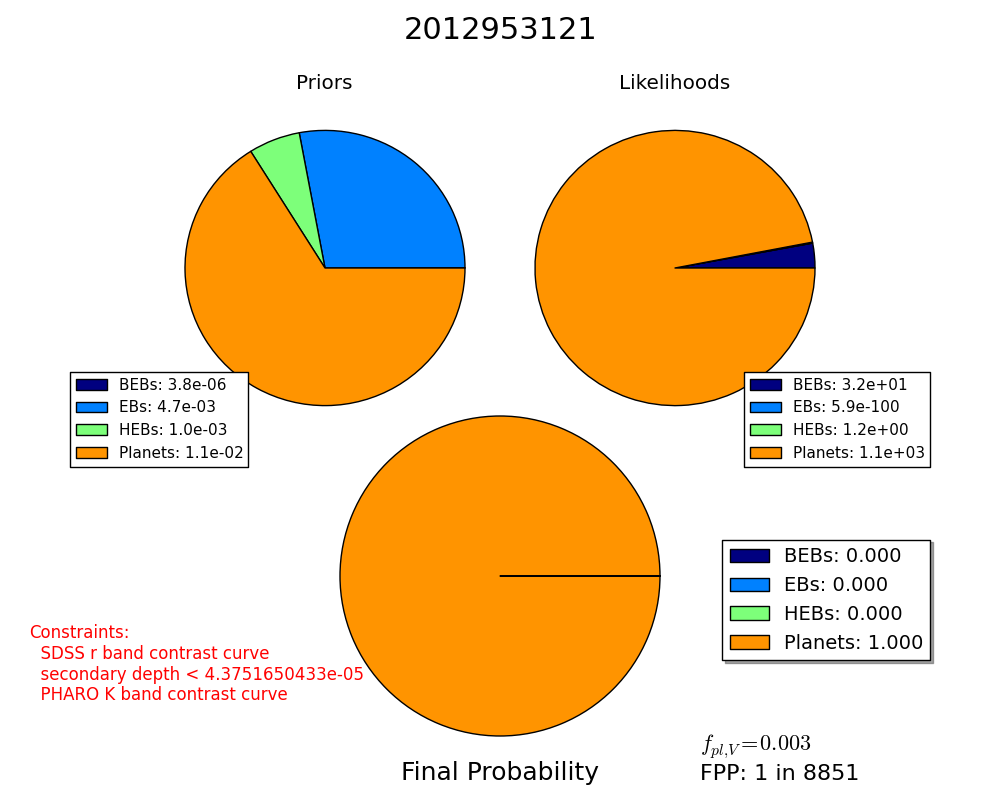 2012953121
Priors
Likelihoods
BEBs: 3.8e-06
EBs: 4.7e-03
HEBs: 1.0e-03
Planets: 1.1e-02
BEBs: 3.2e+01
EBs: 5.9e-100
HEBs: 1.2e+00
Planets: 1.1e+03
BEBs: 0.000
EBs: 0.000
HEBs: 0.000
Planets: 1.000
Constraints:
SDSS r band contrast curve
secondary depth < 4.3751650433e-05
PHARO K band contrast curve
f_{pl,V}=0.003
Final Probability
FPP: 1 in 8851